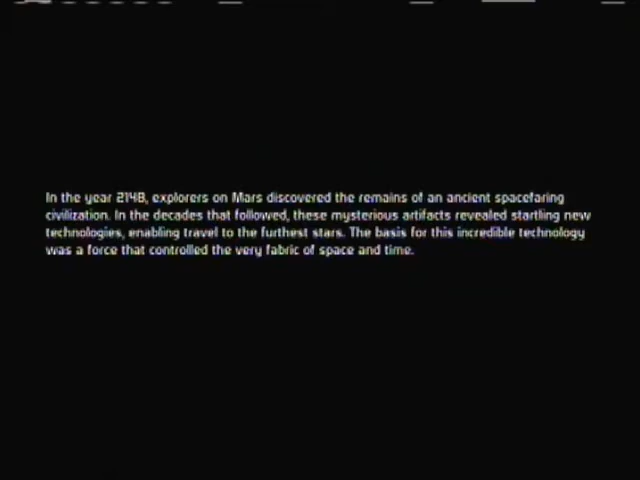 In the year 2148, explorers on Mars discovered the remains of an ancient spacefaring
civilization. In the decades that followed, these mysterious artifacts revealed startling new
technologies, enabling travel to the furthest stars. The basis for this incredible technology
was a force that controlled the very fabric of space and time.